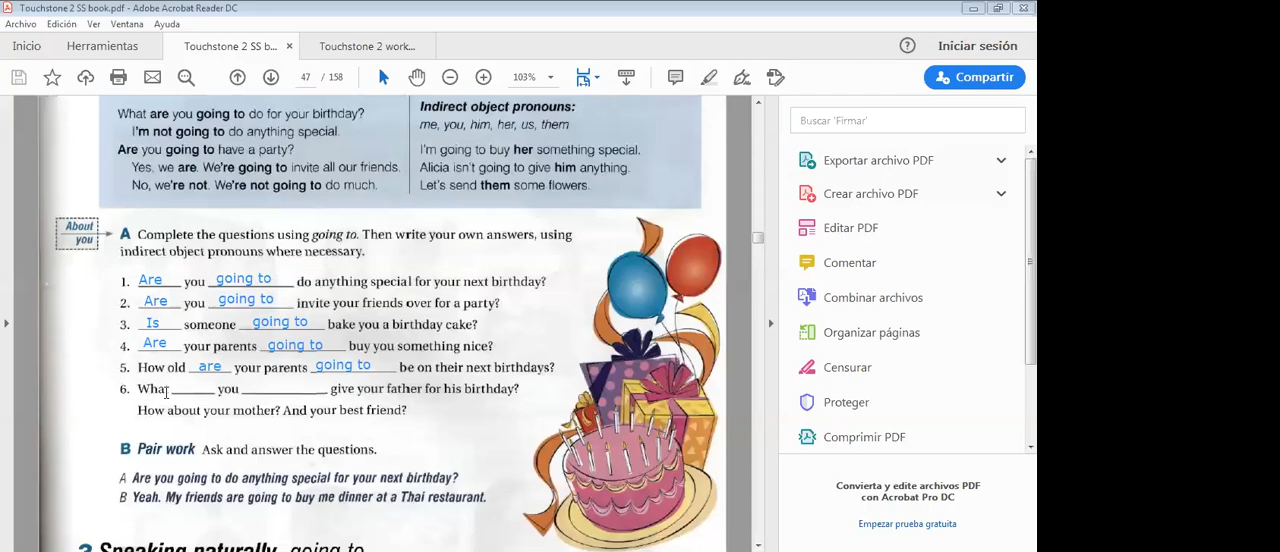 Touchstone 2 SS book.pdf - Adobe Acrobat Reader DC
Archivo Edición Ver Ventana Ayuda
Inicio Herramientas Touchstone 2 SS b... × Touchstone 2 work... Iniciar sesión
47 / 158 103% Compartir
What are you going to do for your birthday?
I'm not going to do anything special.
Are you going to have a party?
Yes, we are. We're going to invite all our friends.
No, we're not. We're not going to do much.
Indirect object pronouns:
me, you, him, her, us, them
I'm going to buy her something special.
Alicia isn't going to give him anything.
Let's send them some flowers.
About
you
A Complete the questions using going to. Then write your own answers, using
indirect object pronouns where necessary.
1. Are you going to do anything special for your next birthday?
2. Are you going to invite your friends over for a party?
3. Is someone going to bake you a birthday cake?
4. Are your parents going to buy you something nice?
5. How old are your parents going to be on their next birthdays?
6. What ______ you ____________ give your father for his birthday?
How about your mother? And your best friend?
B Pair work Ask and answer the questions.
A Are you going to do anything special for your next birthday?
B Yeah. My friends are going to buy me dinner at a Thai restaurant.
3 Speaking naturally going to
Buscar 'Firmar'
Exportar archivo PDF
Crear archivo PDF
Editar PDF
Comentar
Combinar archivos
Organizar páginas
Censurar
Proteger
Comprimir PDF
Convierta y edite archivos PDF
con Acrobat Pro DC
Empezar prueba gratuita